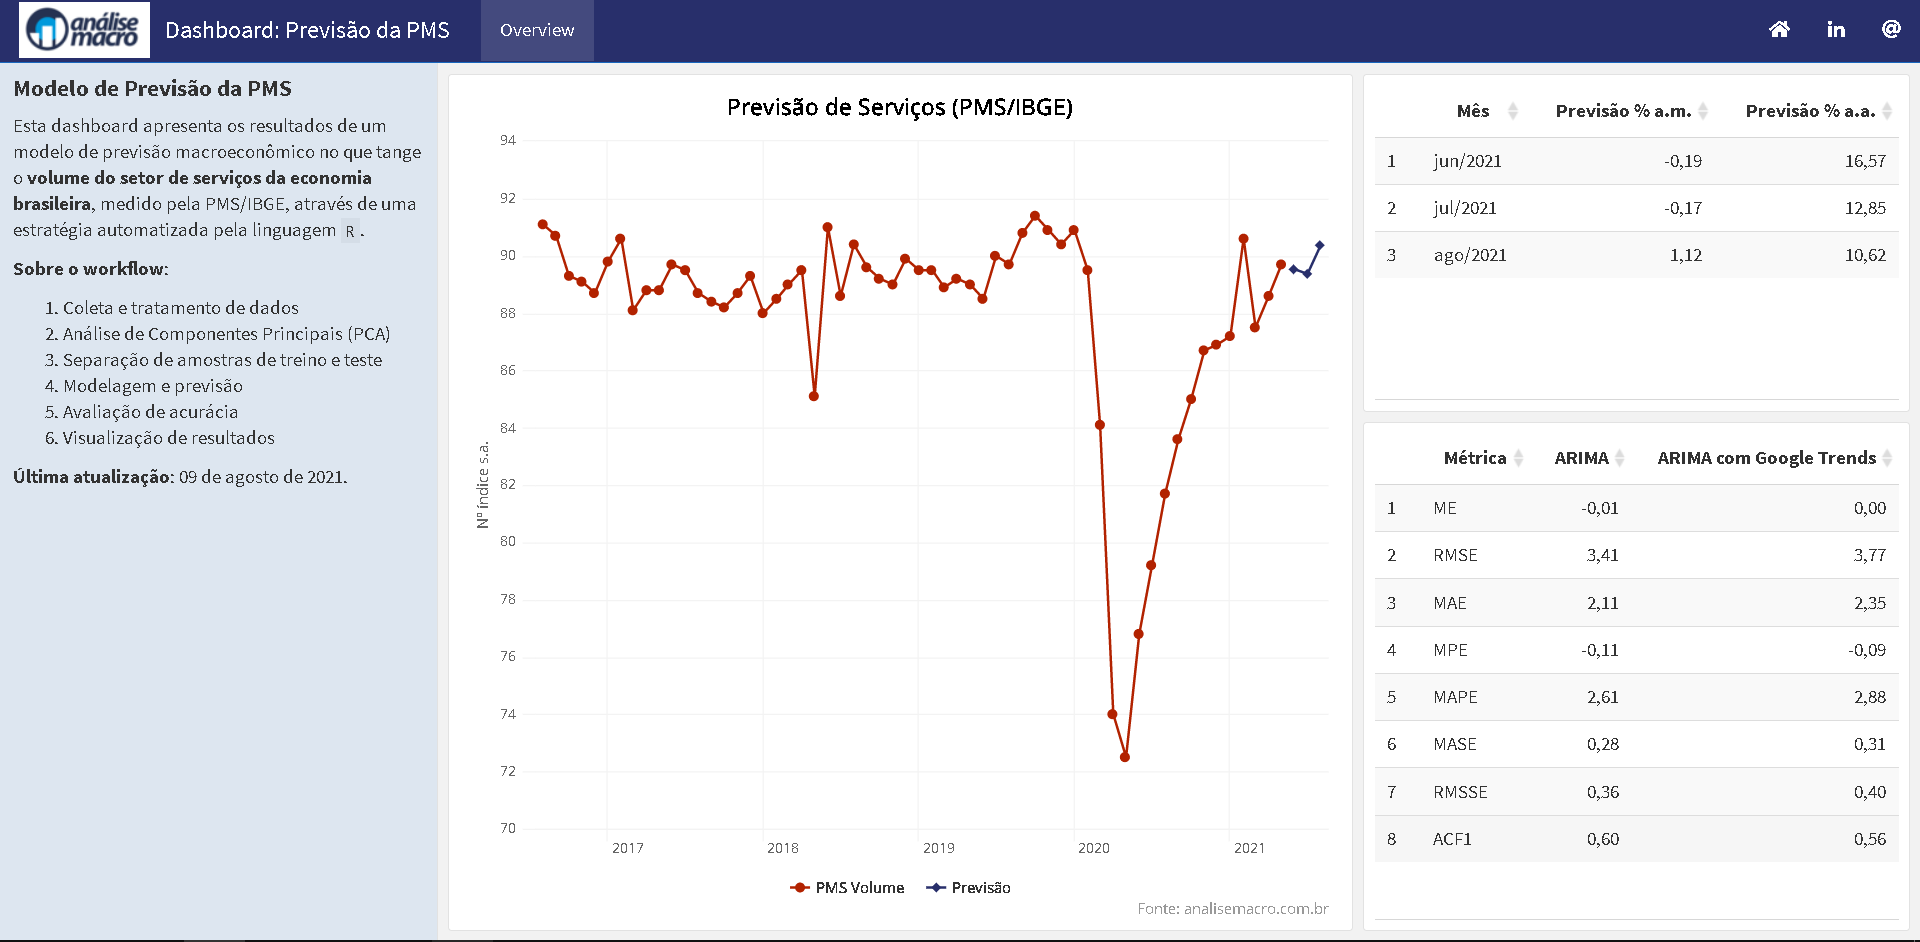 análise
macro
Dashboard: Previsão da PMS
Overview
Modelo de Previsão da PMS
Esta dashboard apresenta os resultados de um
modelo de previsão macroeconômico no que tange
o volume do setor de serviços da economia
brasileira, medido pela PMS/IBGE, através de uma
estratégia automatizada pela linguagem R .
Sobre o workflow:
1. Coleta e tratamento de dados
2. Análise de Componentes Principais (PCA)
3. Separação de amostras de treino e teste
4. Modelagem e previsão
5. Avaliação de acurácia
6. Visualização de resultados
Última atualização: 09 de agosto de 2021.
Previsão de Serviços (PMS/IBGE)
Nº índice s.a.
94
92
90
88
86
84
82
80
78
76
74
72
70
2017 2018 2019 2020 2021
PMS Volume Previsão
Fonte: analisemacro.com.br
Mês Previsão % a.m. Previsão % a.a.
1 jun/2021 -0,19 16,57
2 jul/2021 -0,17 12,85
3 ago/2021 1,12 10,62
Métrica ARIMA ARIMA com Google Trends
1 ME -0,01 0,00
2 RMSE 3,41 3,77
3 MAE 2,11 2,35
4 MPE -0,11 -0,09
5 MAPE 2,61 2,88
6 MASE 0,28 0,31
7 RMSSE 0,36 0,40
8 ACF1 0,60 0,56